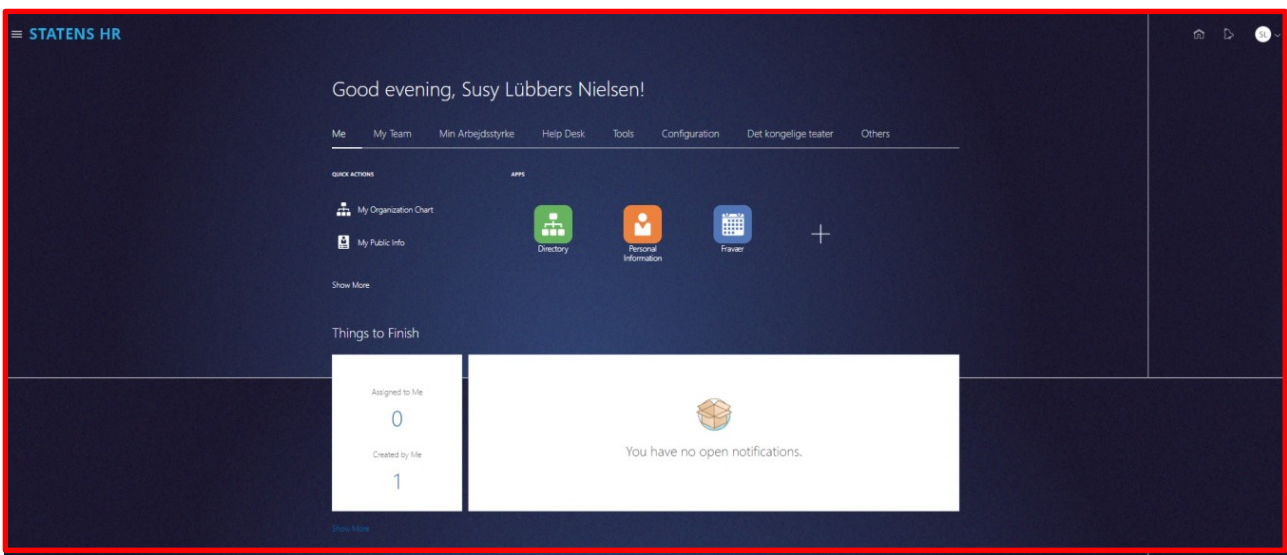 STATENS HR
SL
Good evening, Susy Lübbers Nielsen!
Me My Team Min Arbejdsstyrke Help Desk Tools Configuration Det kongelige teater Others
QUICK ACTIONS
APPS
My Organization Chart
My Public Info
Show More
Directory
Personal
Information
Fravær
Things to Finish
Assigned to Me
0
Created by Me
1
You have no open notifications.
Show More